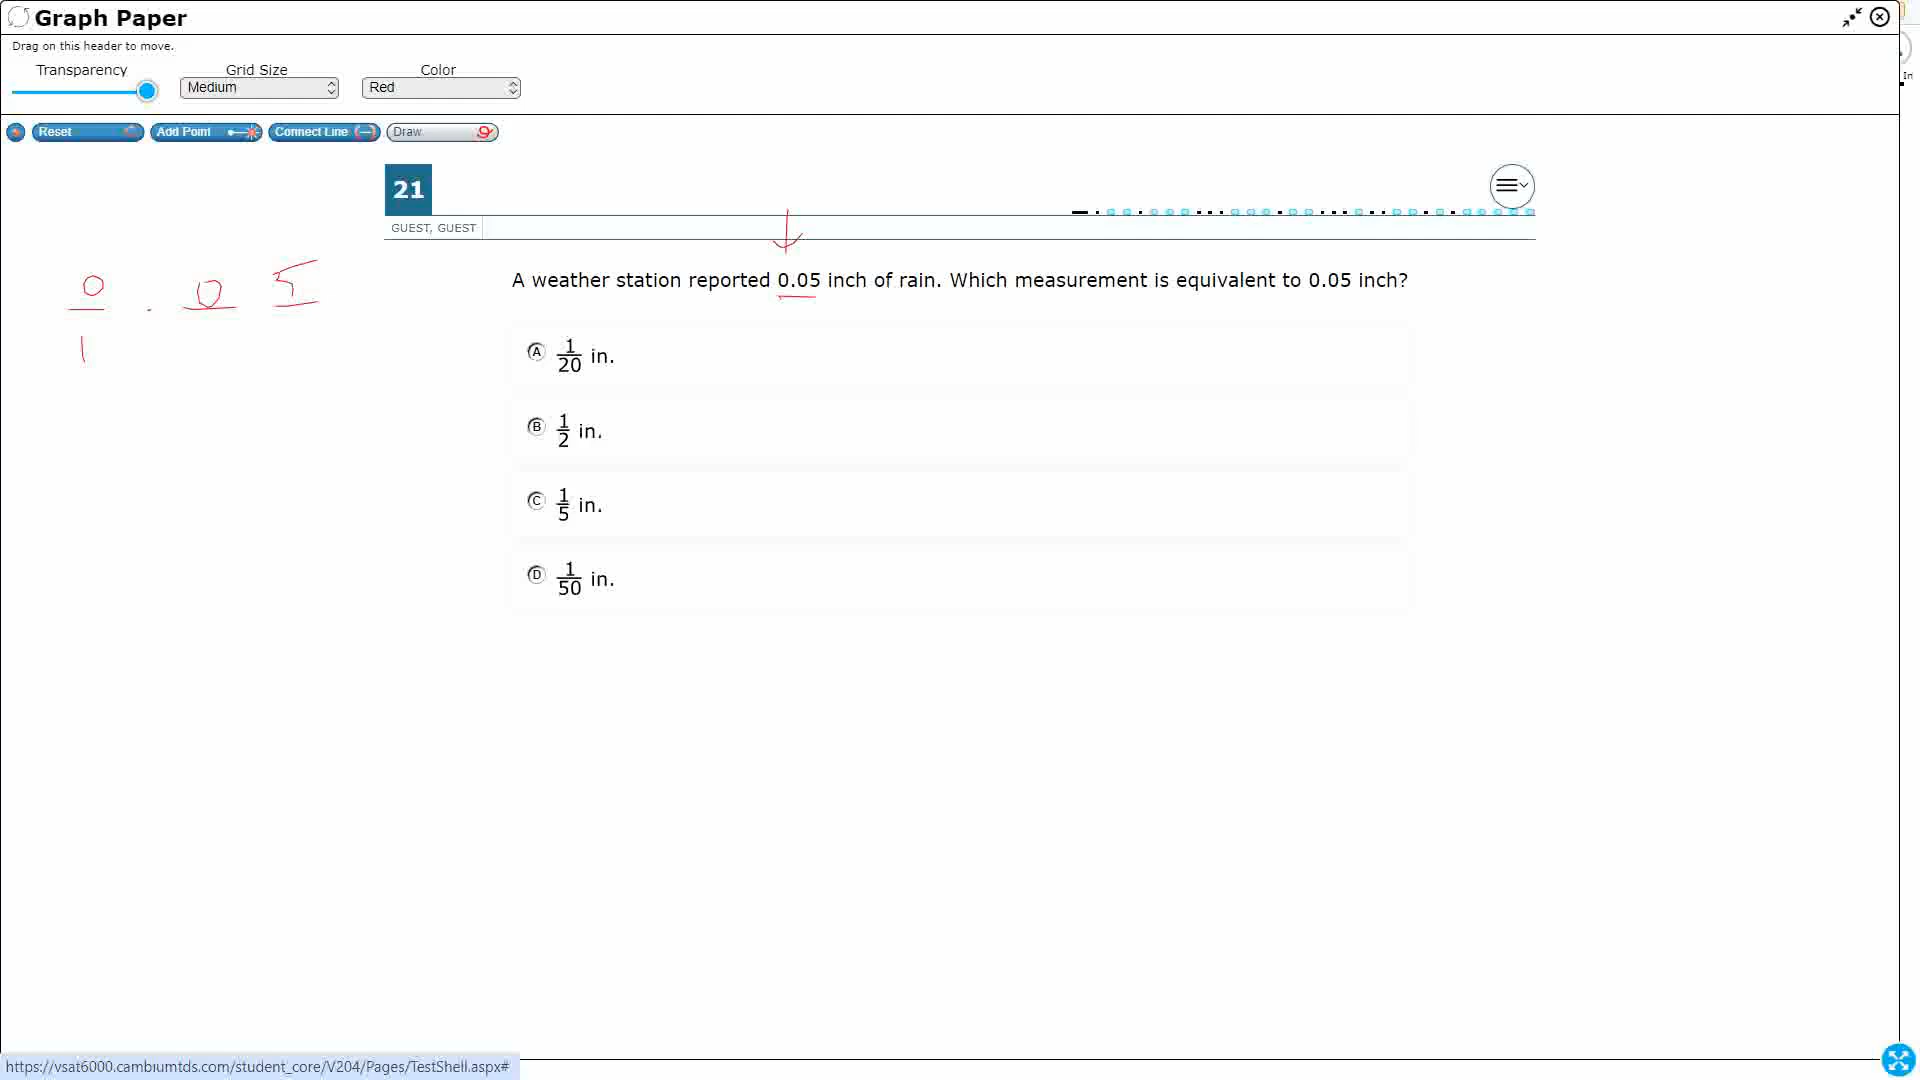 Graph Paper
Drag on this header to move.
Transparency Grid Size Color
Medium Red
Reset Add Point Connect Line Draw
21
GUEST, GUEST
0 . 0 5
1
A weather station reported 0.05 inch of rain. Which measurement is equivalent to 0.05 inch?
A 1/20 in.
B 1/2 in.
C 1/5 in.
D 1/50 in.
https://vsat6000.cambiumtds.com/student_core/V204/Pages/TestShell.aspx#